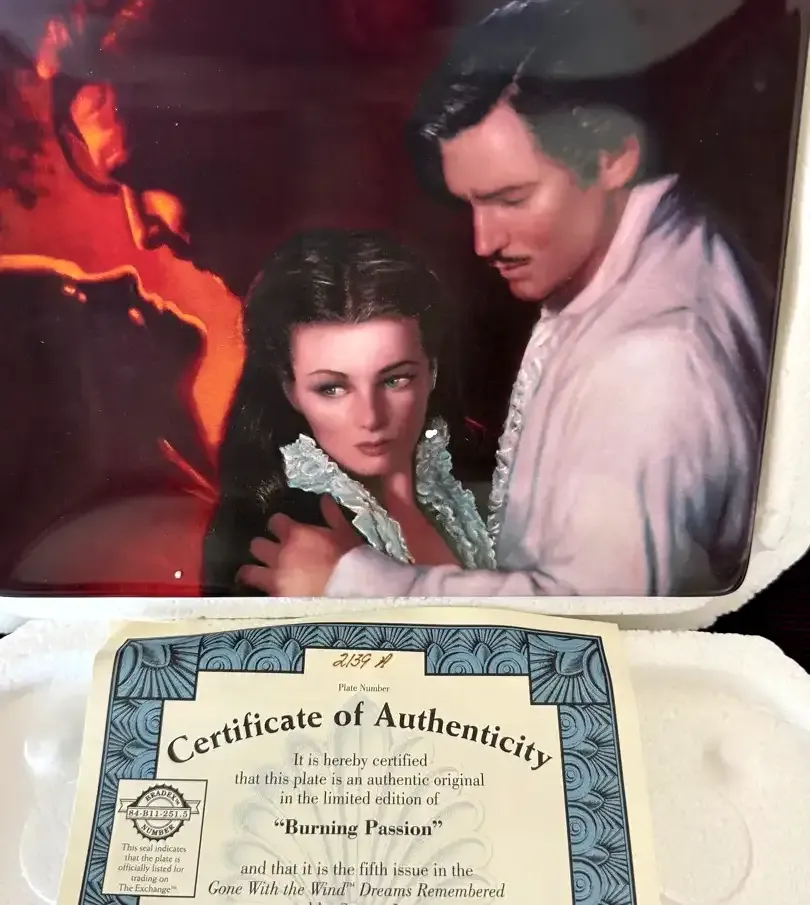 2139 A
Plate Number
Certificate of Authenticity
It is hereby certified
that this plate is an authentic original
in the limited edition of
“Burning Passion”
and that it is the fifth issue in the
Gone With the Wind™ Dreams Remembered
BRADEX™
84-B11-251.5
NUMBER
This seal indicates
that the plate is
officially listed for
trading on
The Exchange™